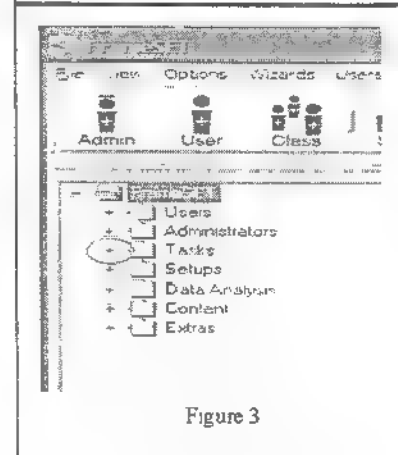 Options Wizards Users
Admin User Class
Users
Administrators
Tasks
Setups
Data Analysis
Content
Extras
Figure 3